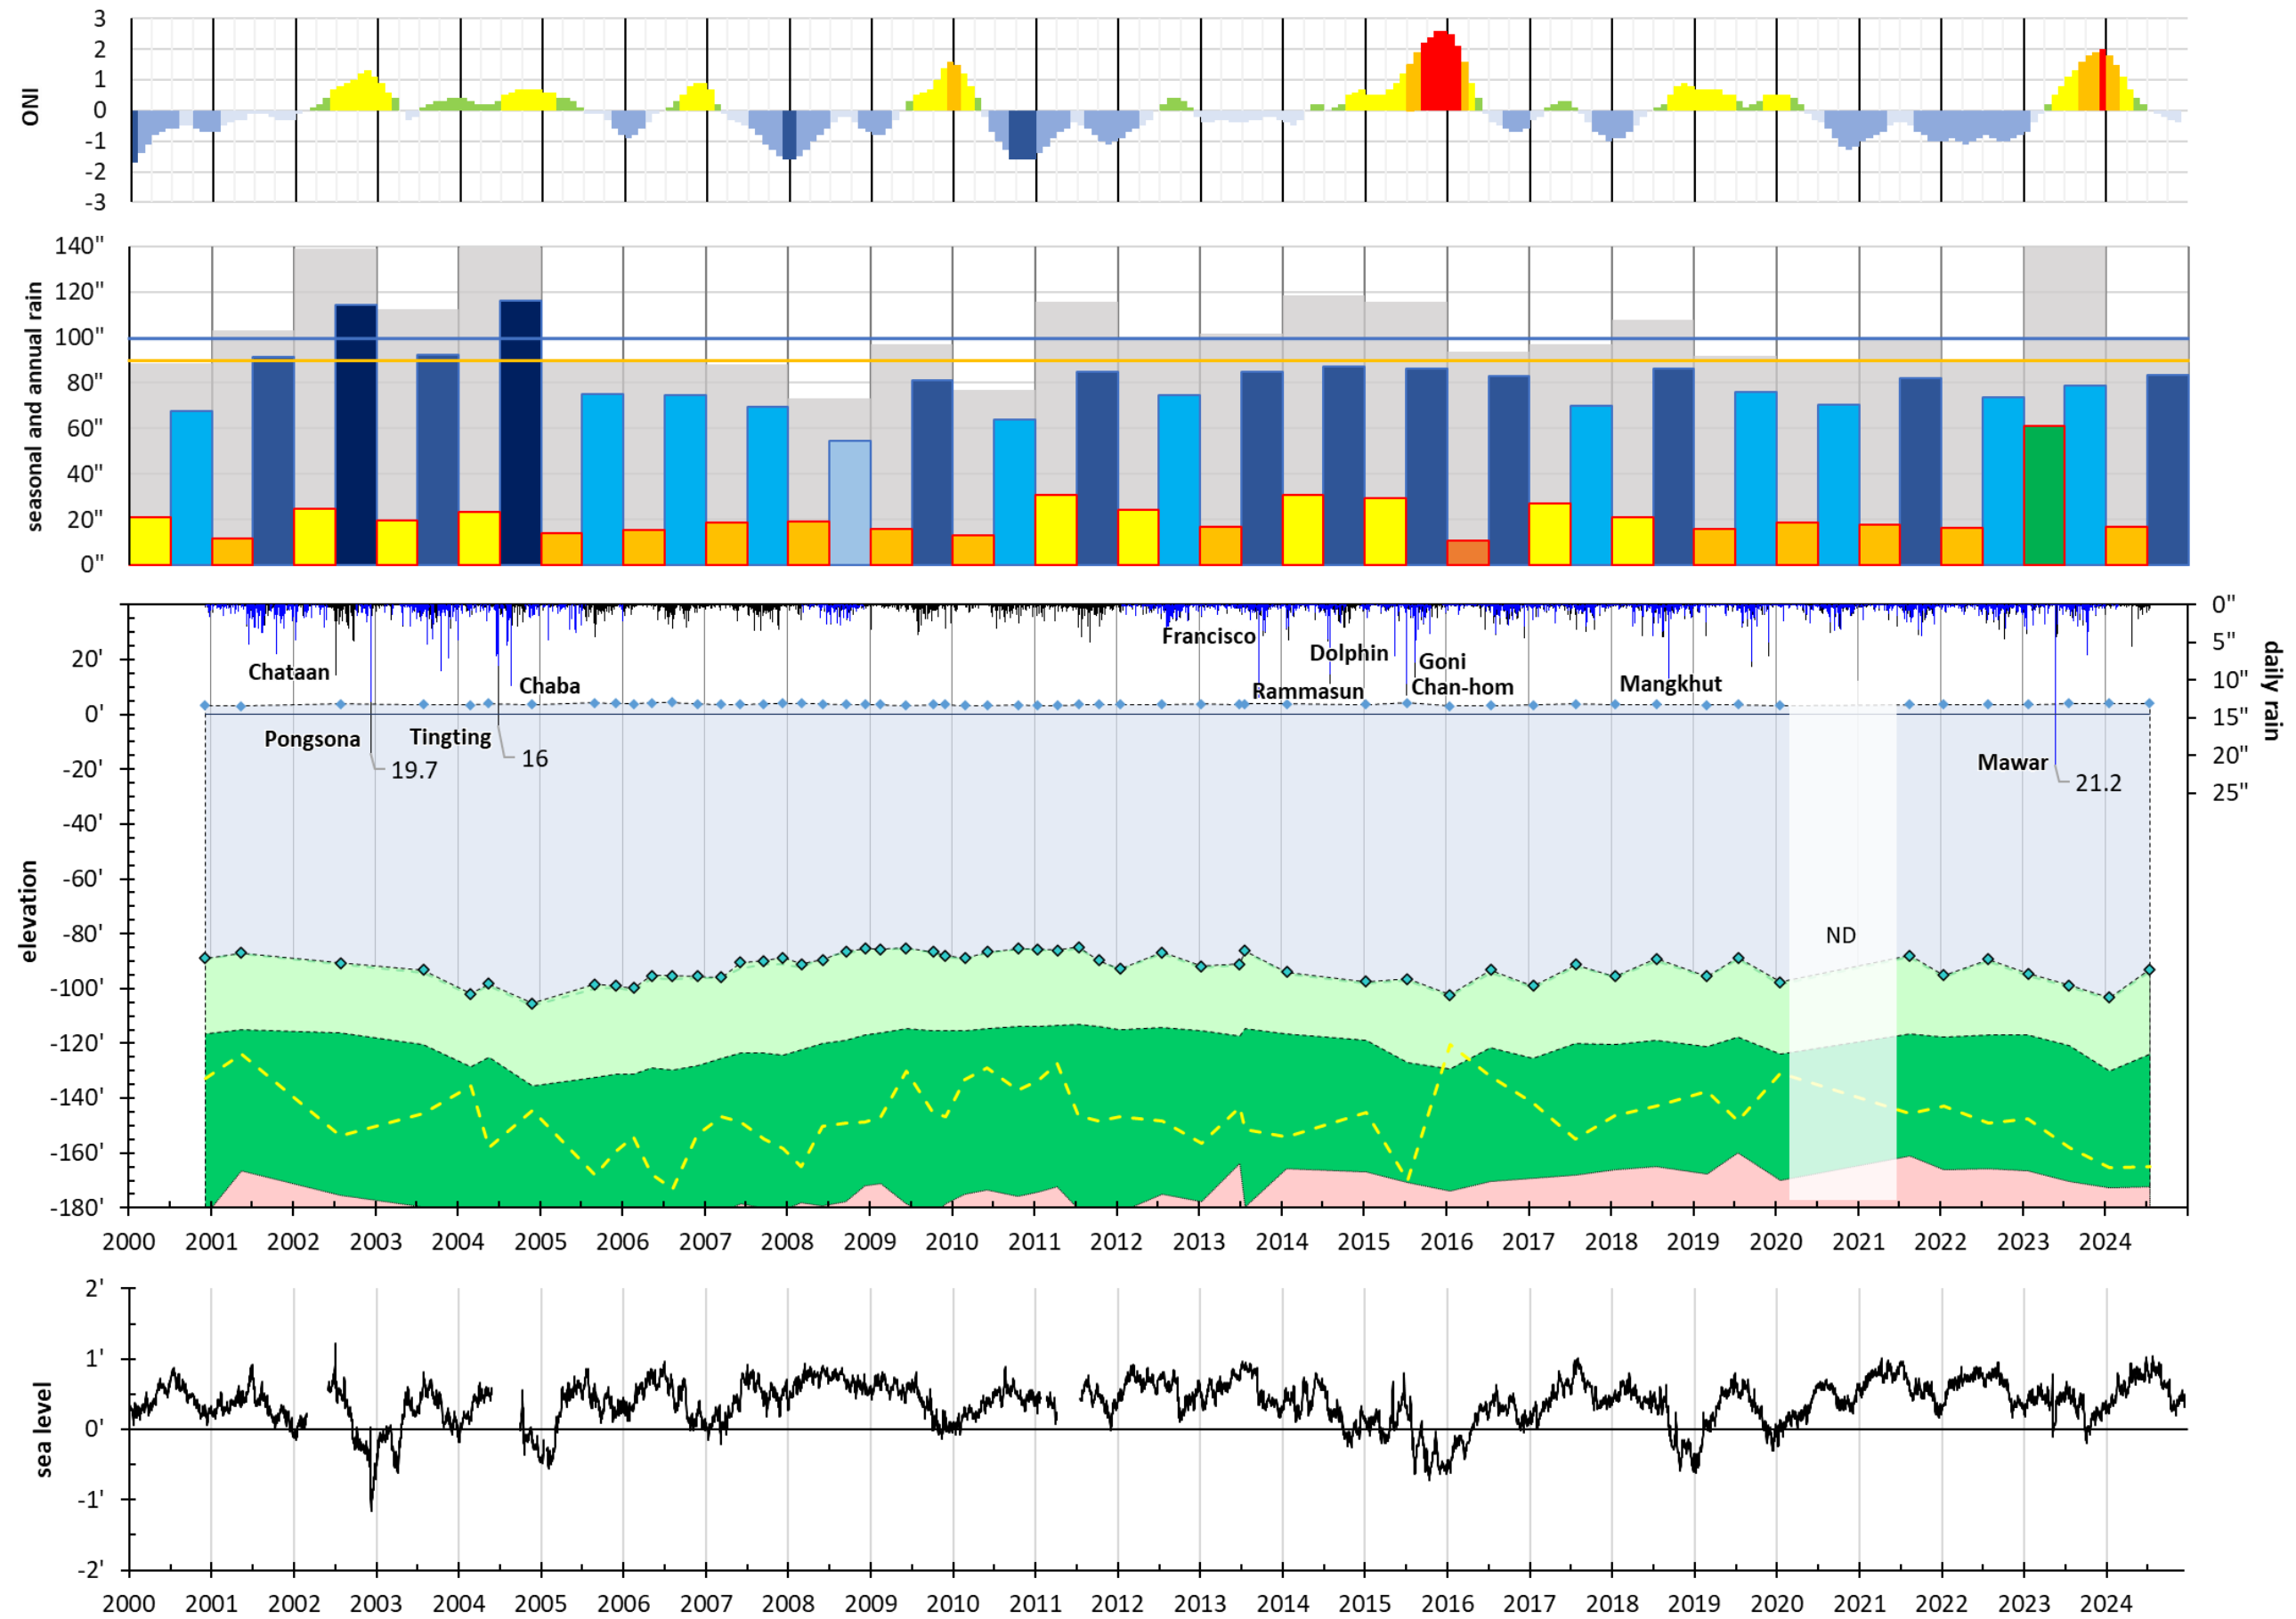 ONI
3
2
1
0
-1
-2
-3
seasonal and annual rain
140"
120"
100"
80"
60"
40"
20"
0"
elevation
20'
0'
-20'
-40'
-60'
-80'
-100'
-120'
-140'
-160'
-180'
0"
5"
10"
15"
20"
25"
daily rain
Francisco
Chataan
Dolphin
Goni
Chaba
Rammasun
Chan-hom
Mangkhut
Pongsona
Tingting
19.7
16
Mawar
21.2
ND
2000 2001 2002 2003 2004 2005 2006 2007 2008 2009 2010 2011 2012 2013 2014 2015 2016 2017 2018 2019 2020 2021 2022 2023 2024
sea level
2'
1'
0'
-1'
-2'
2000 2001 2002 2003 2004 2005 2006 2007 2008 2009 2010 2011 2012 2013 2014 2015 2016 2017 2018 2019 2020 2021 2022 2023 2024